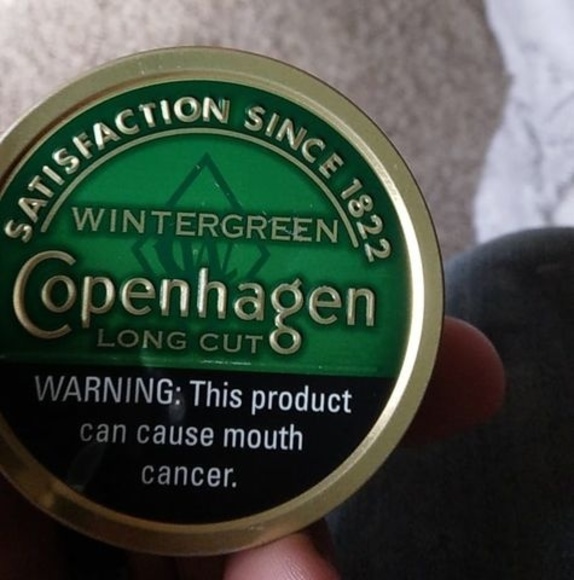 SATISFACTION SINCE 1822
WINTERGREEN
Copenhagen
LONG CUT
WARNING: This product
can cause mouth
cancer.